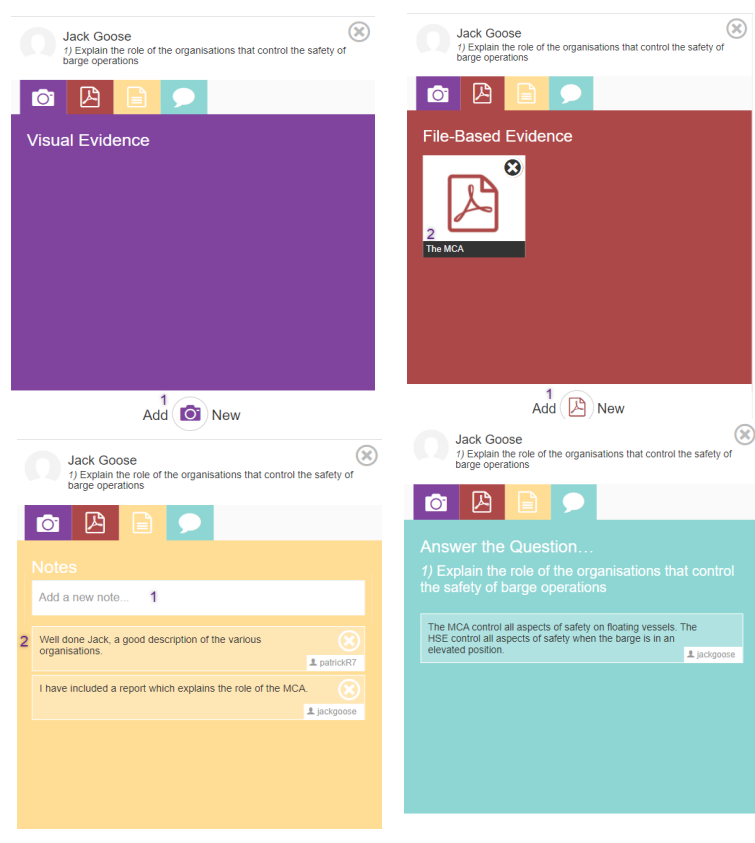 Jack Goose
1) Explain the role of the organisations that control the safety of
barge operations
Visual Evidence
1
Add New
Jack Goose
1) Explain the role of the organisations that control the safety of
barge operations
File-Based Evidence
2
The MCA
1
Add New
Jack Goose
1) Explain the role of the organisations that control the safety of
barge operations
Notes
Add a new note... 1
2
Well done Jack, a good description of the various
organisations.
patrickR7
I have included a report which explains the role of the MCA.
jackgoose
Jack Goose
1) Explain the role of the organisations that control the safety of
barge operations
Answer the Question...
1) Explain the role of the organisations that control
the safety of barge operations
The MCA control all aspects of safety on floating vessels. The
HSE control all aspects of safety when the barge is in an
elevated position.
jackgoose